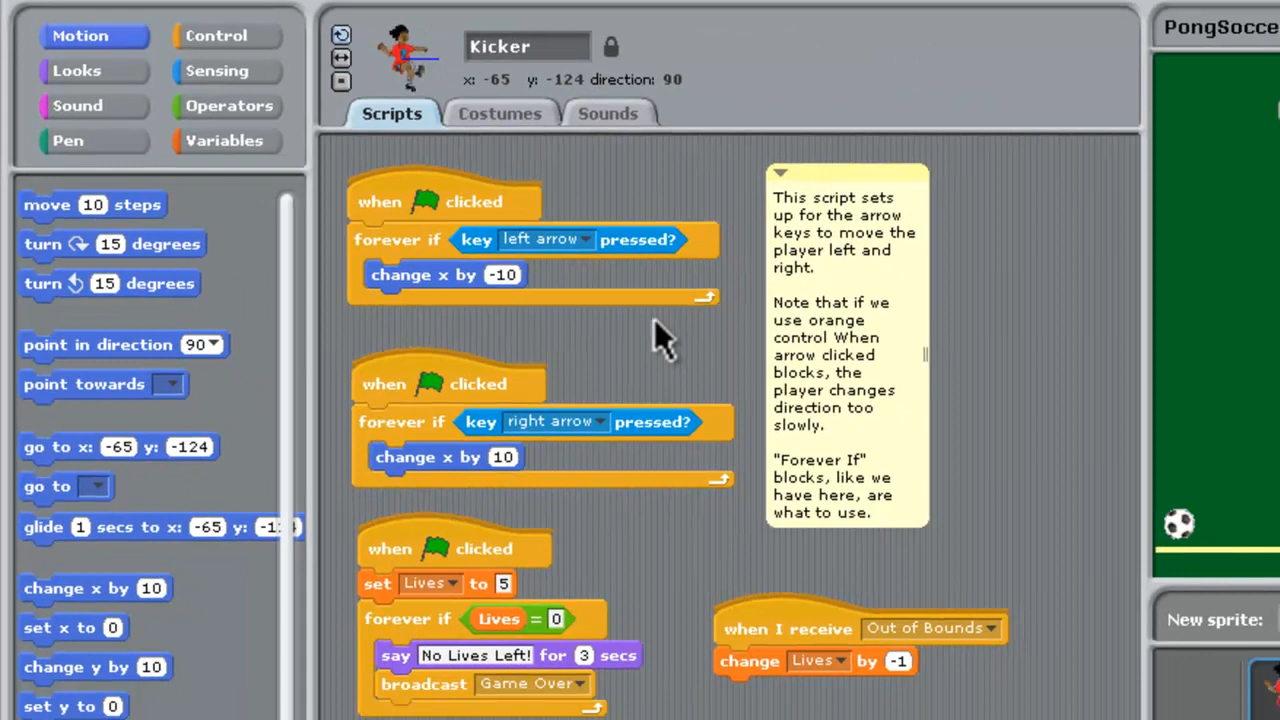 Motion
Control
Looks
Sensing
Sound
Operators
Pen
Variables
Kicker
x: -65 y: -124 direction: 90
Scripts
Costumes
Sounds
PongSocce
move 10 steps
turn 15 degrees
turn 15 degrees
point in direction 90
point towards
go to x: -65 y: -124
go to
glide 1 secs to x: -65 y:
change x by 10
set x to 0
change y by 10
set y to 0
when clicked
forever if key left arrow pressed?
change x by -10
when clicked
forever if key right arrow pressed?
change x by 10
when clicked
set Lives to 5
forever if Lives = 0
say No Lives Left! for 3 secs
broadcast Game Over
This script sets
up for the arrow
keys to move the
player left and
right.
Note that if we
use orange
control When
arrow clicked
blocks, the
player changes
direction too
slowly.
"Forever If"
blocks, like we
have here, are
what to use.
when I receive Out of Bounds
change Lives by -1
New sprite: